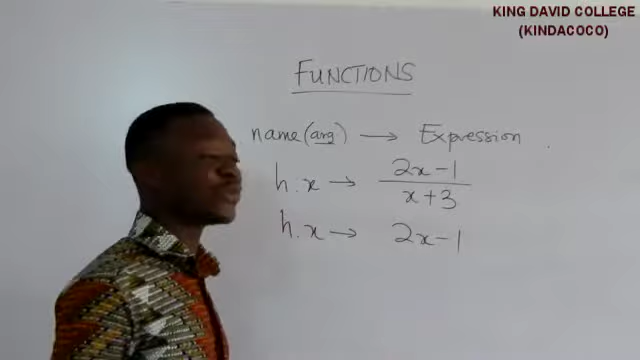 KING DAVID COLLEGE
(KINDACOCO)
FUNCTIONS
name(arg) → Expression
h.x → 2x-1 / x+3
h.x → 2x-1